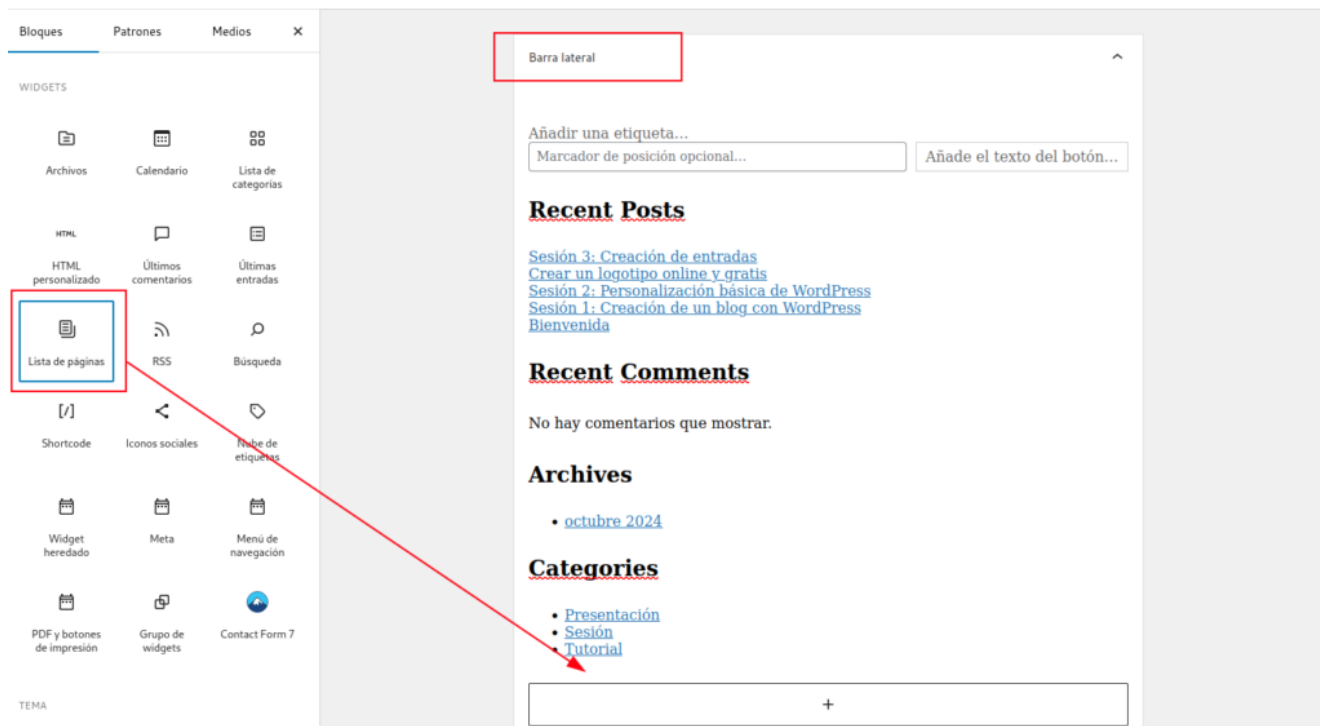 Bloques
Patrones
Medios
WIDGETS
Archivos
Calendario
Lista de
categorías
HTML
HTML
personalizado
Últimos
comentarios
Últimas
entradas
Lista de páginas
RSS
Búsqueda
[/]
Shortcode
Iconos sociales
Nube de
etiquetas
Widget
heredado
Meta
Menú de
navegación
PDF y botones
de impresión
Grupo de
widgets
Contact Form 7
TEMA
Barra lateral
Añadir una etiqueta...
Marcador de posición opcional...
Añade el texto del botón...
Recent Posts
Sesión 3: Creación de entradas
Crear un logotipo online y gratis
Sesión 2: Personalización básica de WordPress
Sesión 1: Creación de un blog con WordPress
Bienvenida
Recent Comments
No hay comentarios que mostrar.
Archives
octubre 2024
Categories
Presentación
Sesión
Tutorial
+